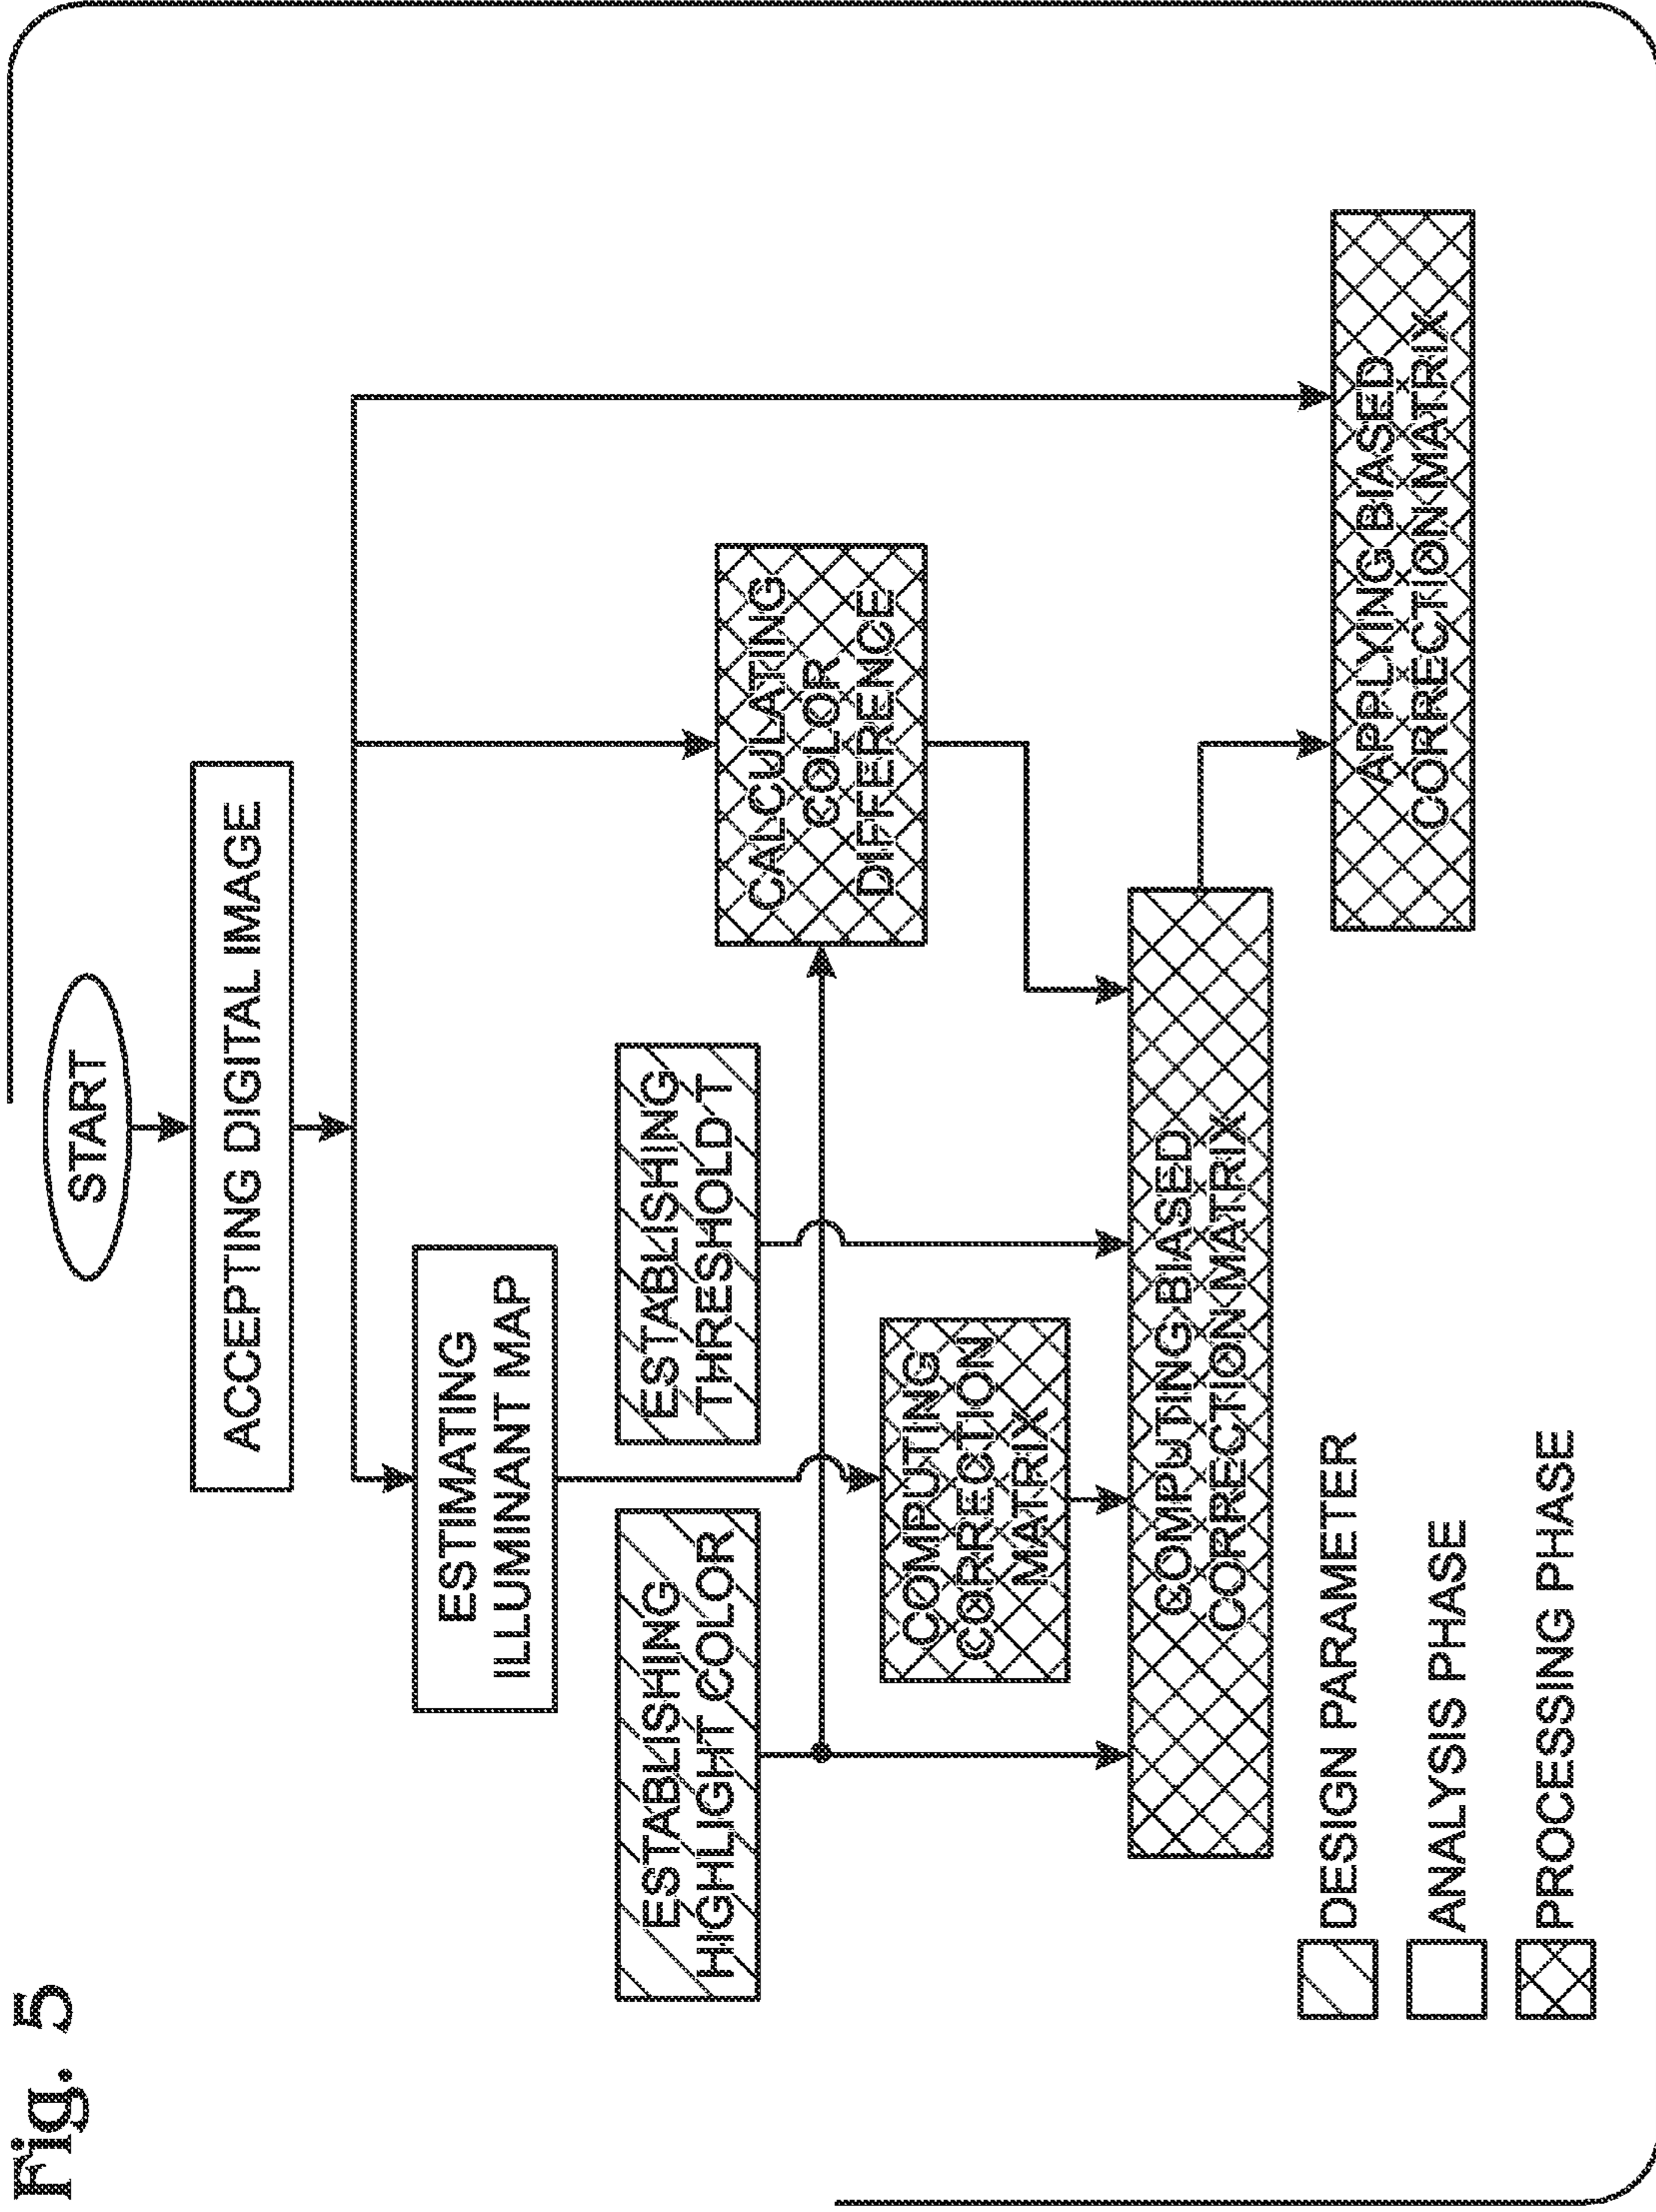 Fig. 5
START
ACCEPTING DIGITAL IMAGE
ESTIMATING
ILLUMINANT MAP
ESTABLISHING
HIGHLIGHT COLOR
ESTABLISHING
THRESHOLD T
CALCULATING
COLOR
DIFFERENCE
COMPUTING
CORRECTION
MATRIX
COMPUTING BIASED
CORRECTION MATRIX
APPLYING BIASED
CORRECTION MATRIX
DESIGN PARAMETER
ANALYSIS PHASE
PROCESSING PHASE